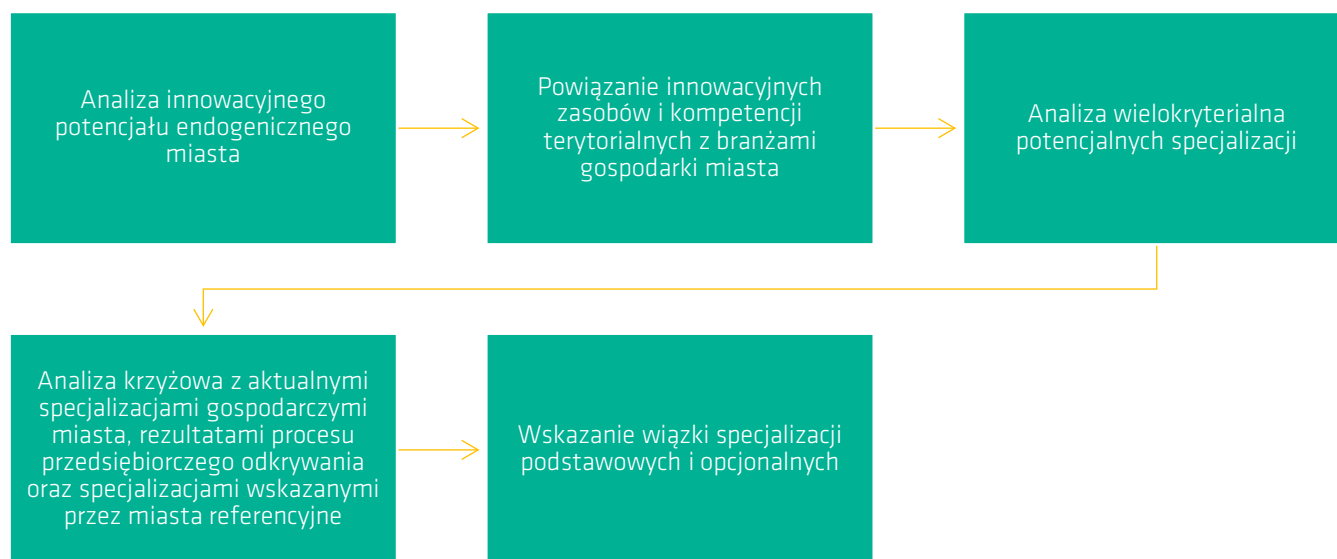 Analiza innowacyjnego
potencjału endogenicznego
miasta
Powiązanie innowacyjnych
zasobów i kompetencji
terytorialnych z branżami
gospodarki miasta
Analiza wielokryterialna
potencjalnych specjalizacji
Analiza krzyżowa z aktualnymi
specjalizacjami gospodarczymi
miasta, rezultatami procesu
przedsiębiorczego odkrywania
oraz specjalizacjami wskazanymi
przez miasta referencyjne
Wskazanie wiązki specjalizacji
podstawowych i opcjonalnych